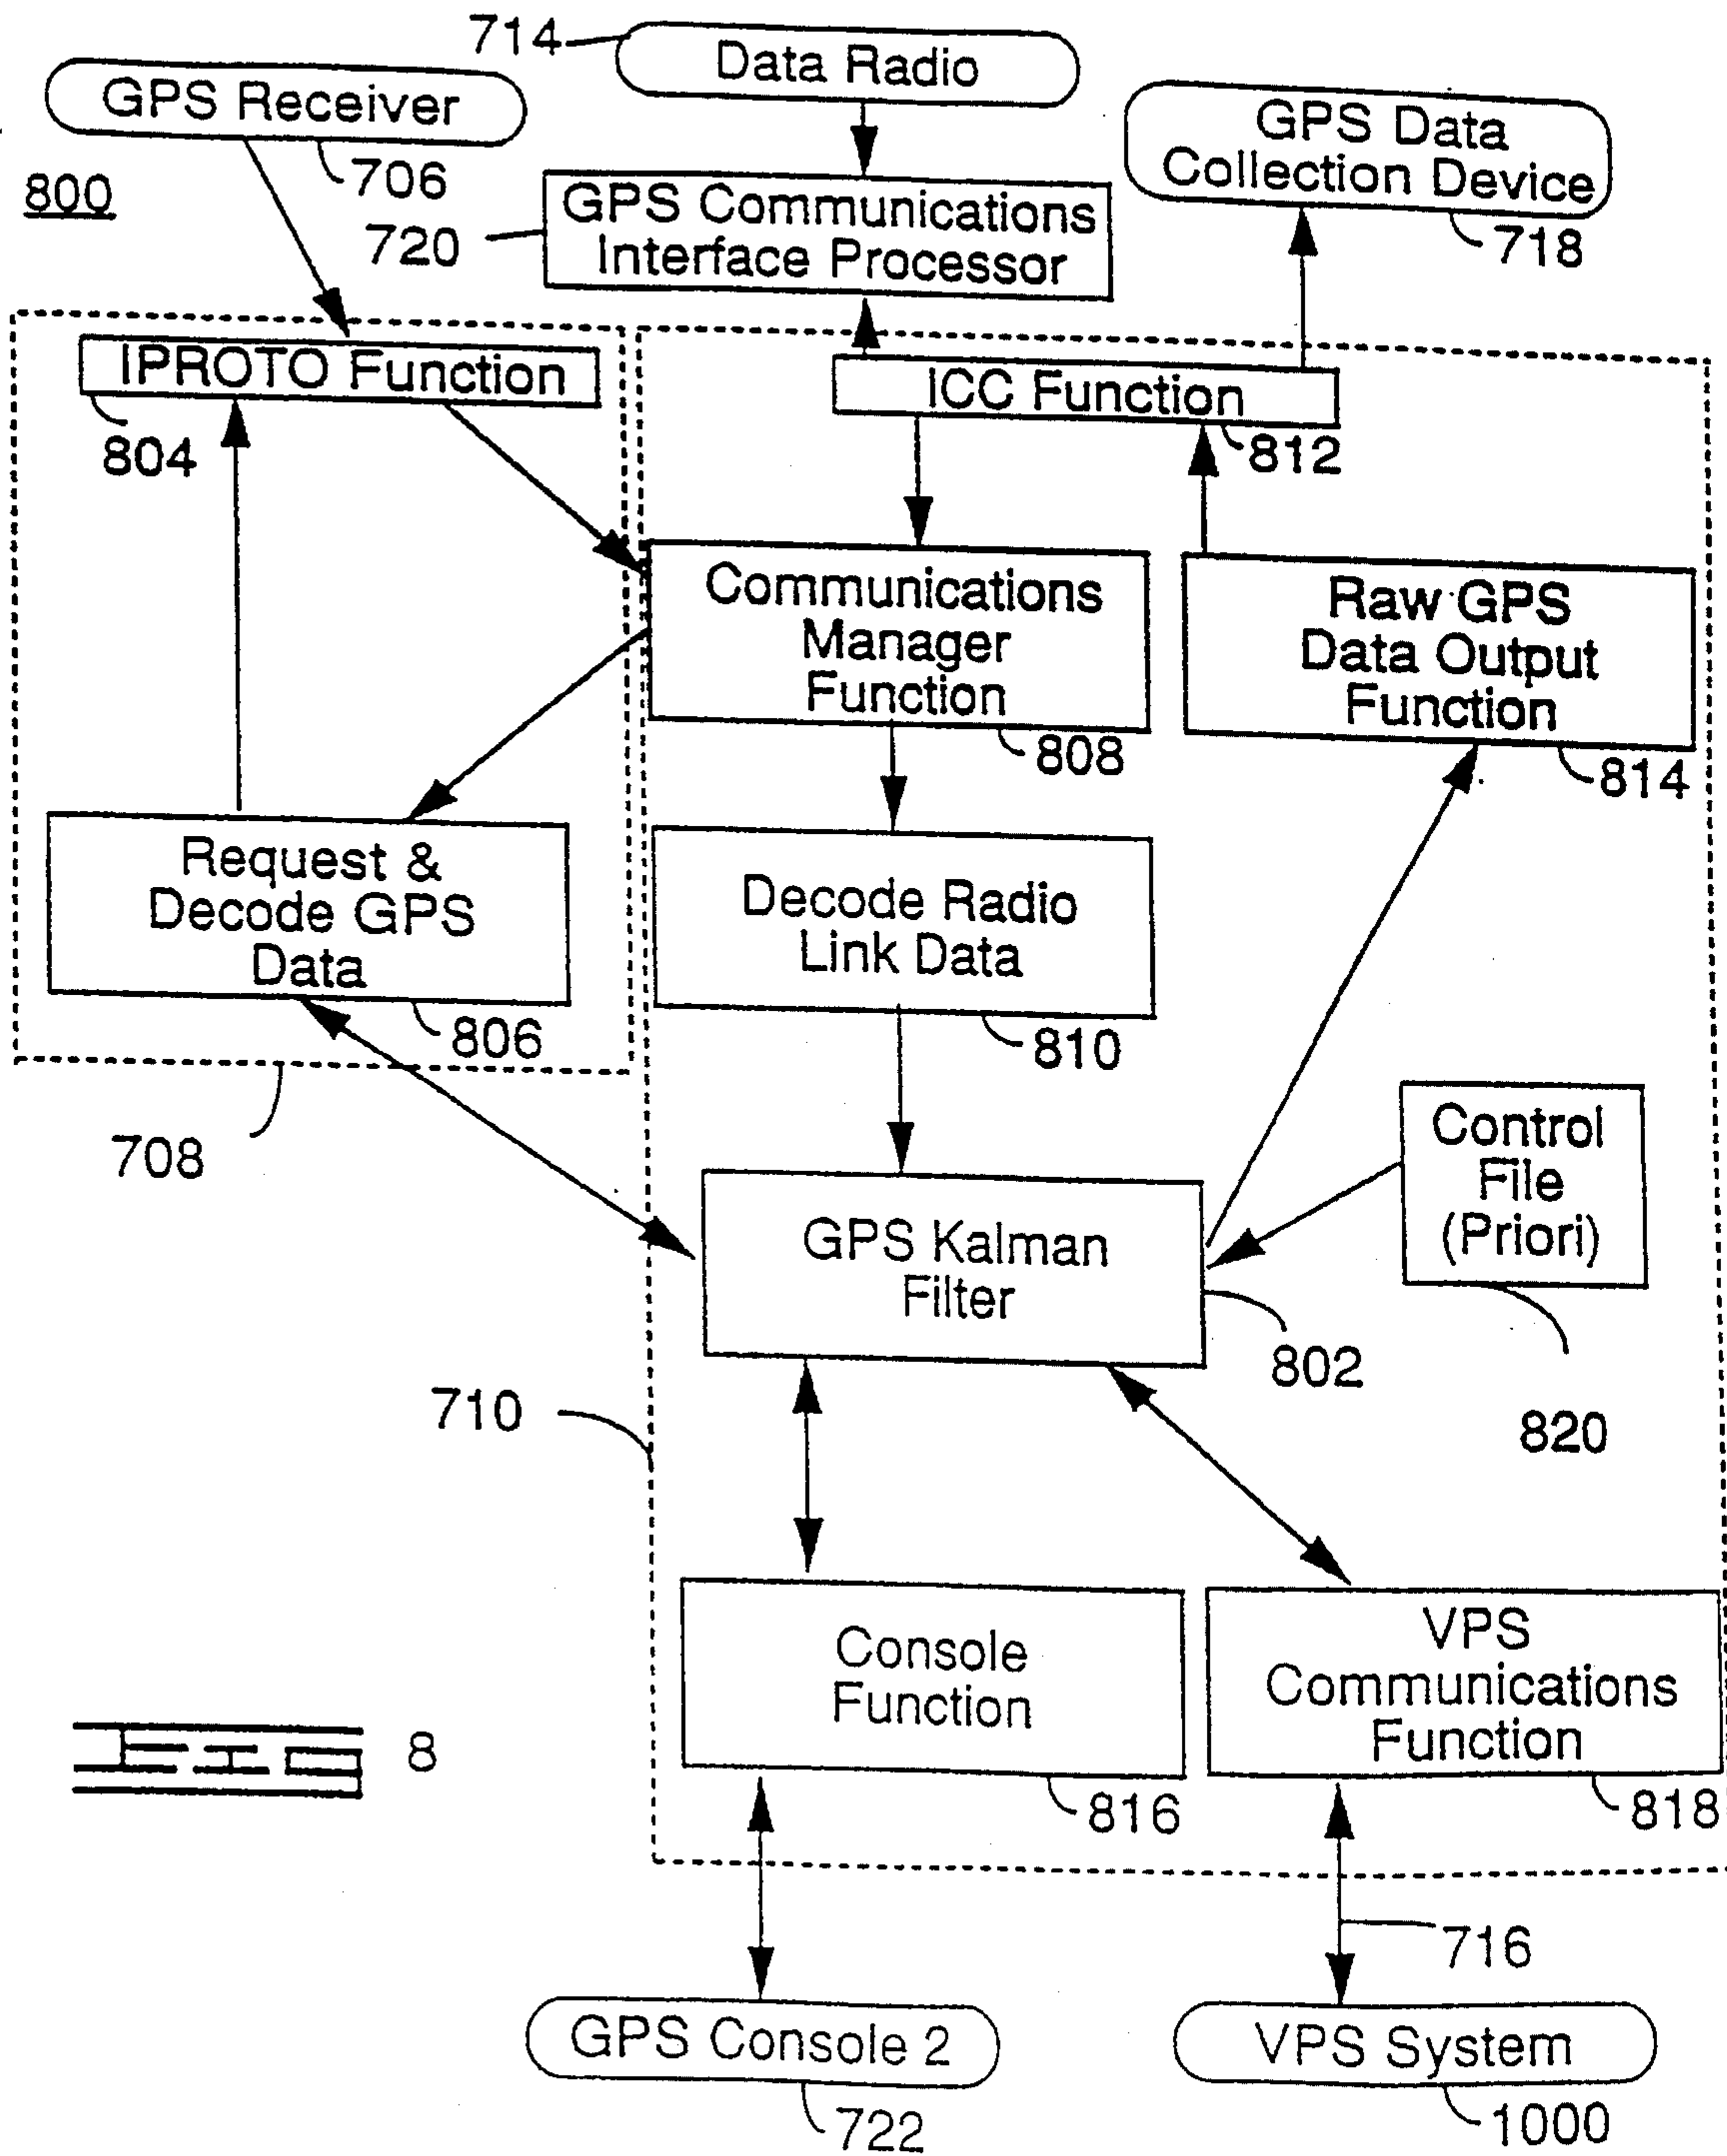 714
Data Radio
GPS Receiver
706
800
GPS Data
Collection Device
718
GPS Communications
Interface Processor
720
IPROTO Function
804
ICC Function
812
Communications
Manager
Function
808
Raw GPS
Data Output
Function
814
Request &
Decode GPS
Data
806
Decode Radio
Link Data
810
708
Control
File
(Priori)
820
GPS Kalman
Filter
802
710
Console
Function
816
VPS
Communications
Function
818
FIG 8
716
GPS Console 2
722
VPS System
1000